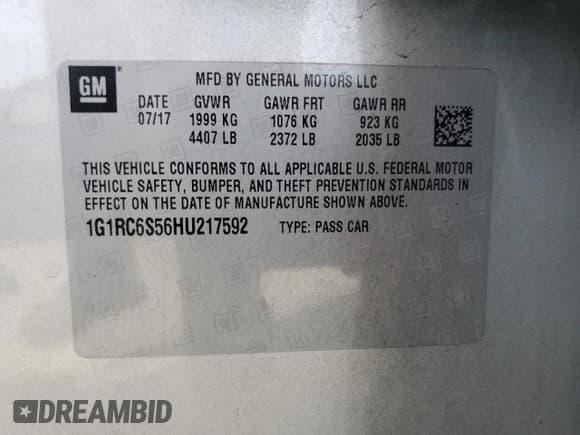 GM
MFD BY GENERAL MOTORS LLC
DATE GVWR GAWR FRT GAWR RR
07/17 1999 KG 1076 KG 923 KG
4407 LB 2372 LB 2035 LB
THIS VEHICLE CONFORMS TO ALL APPLICABLE U.S. FEDERAL MOTOR
VEHICLE SAFETY, BUMPER, AND THEFT PREVENTION STANDARDS IN
EFFECT ON THE DATE OF MANUFACTURE SHOWN ABOVE.
1G1RC6S56HU217592 TYPE: PASS CAR
DREAMBID